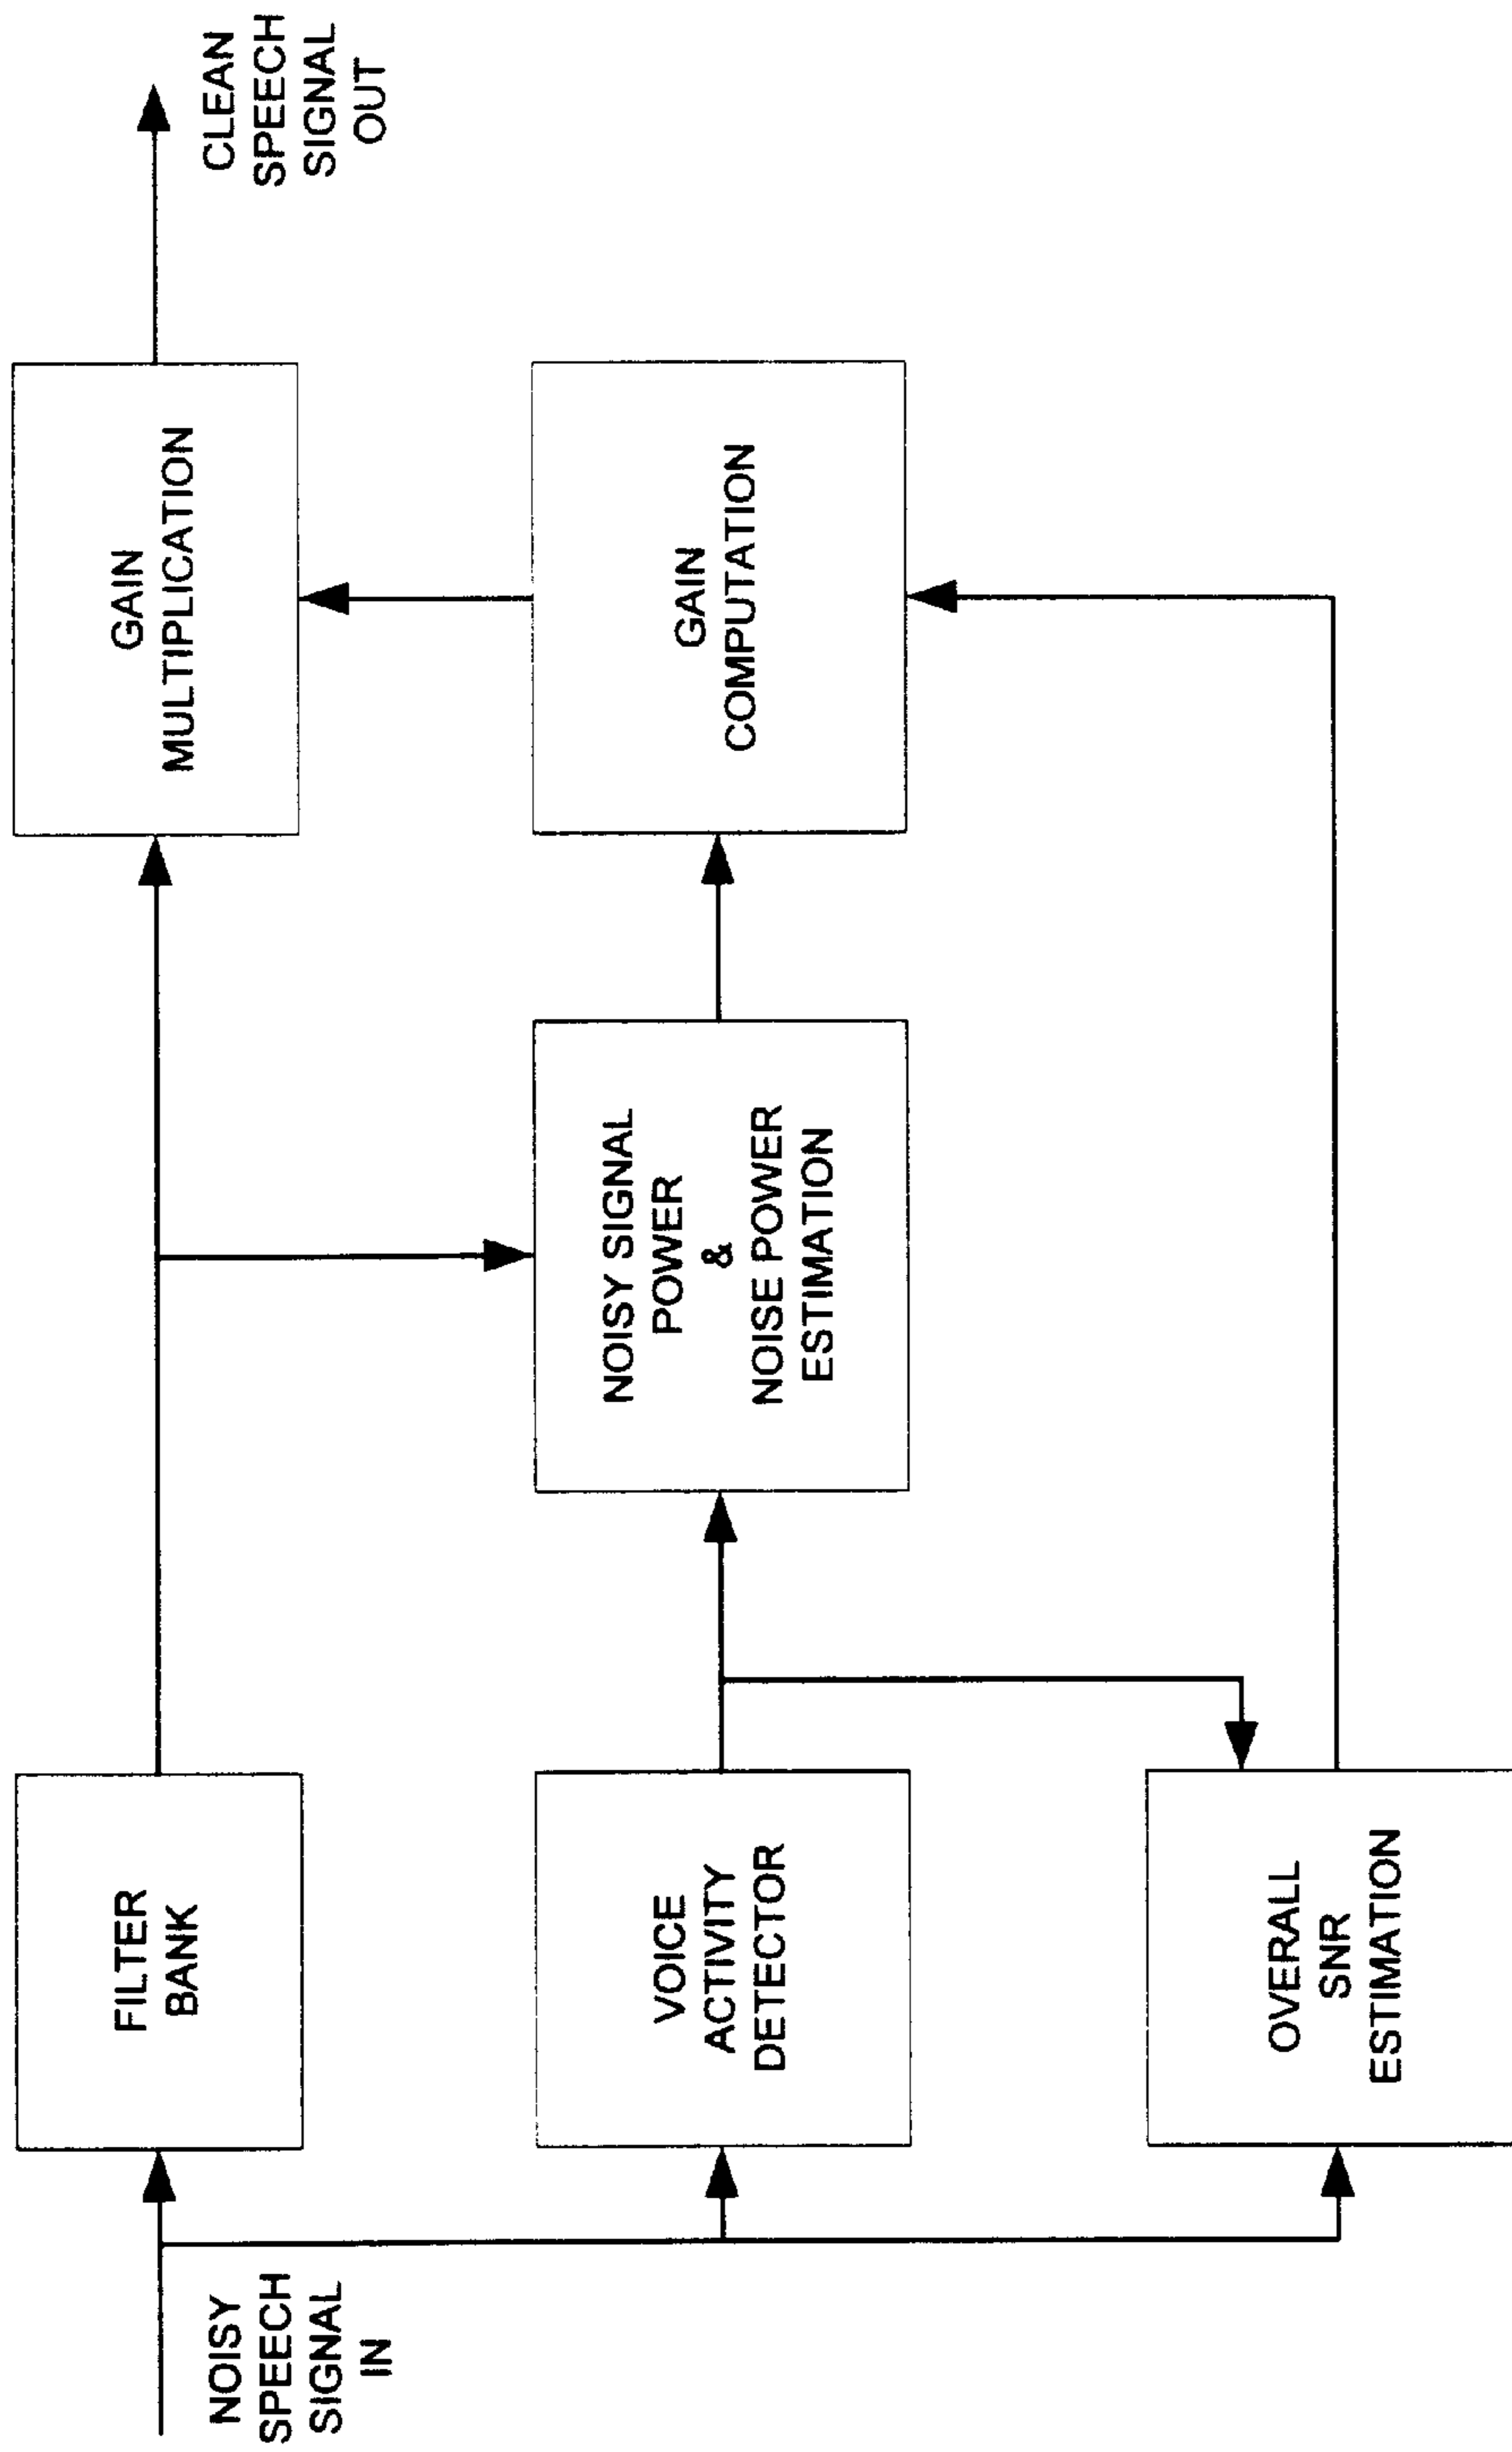 NOISY
SPEECH
SIGNAL
IN
FILTER
BANK
GAIN
MULTIPLICATION
CLEAN
SPEECH
SIGNAL
OUT
VOICE
ACTIVITY
DETECTOR
NOISY SIGNAL
POWER
&
NOISE POWER
ESTIMATION
GAIN
COMPUTATION
OVERALL
SNR
ESTIMATION